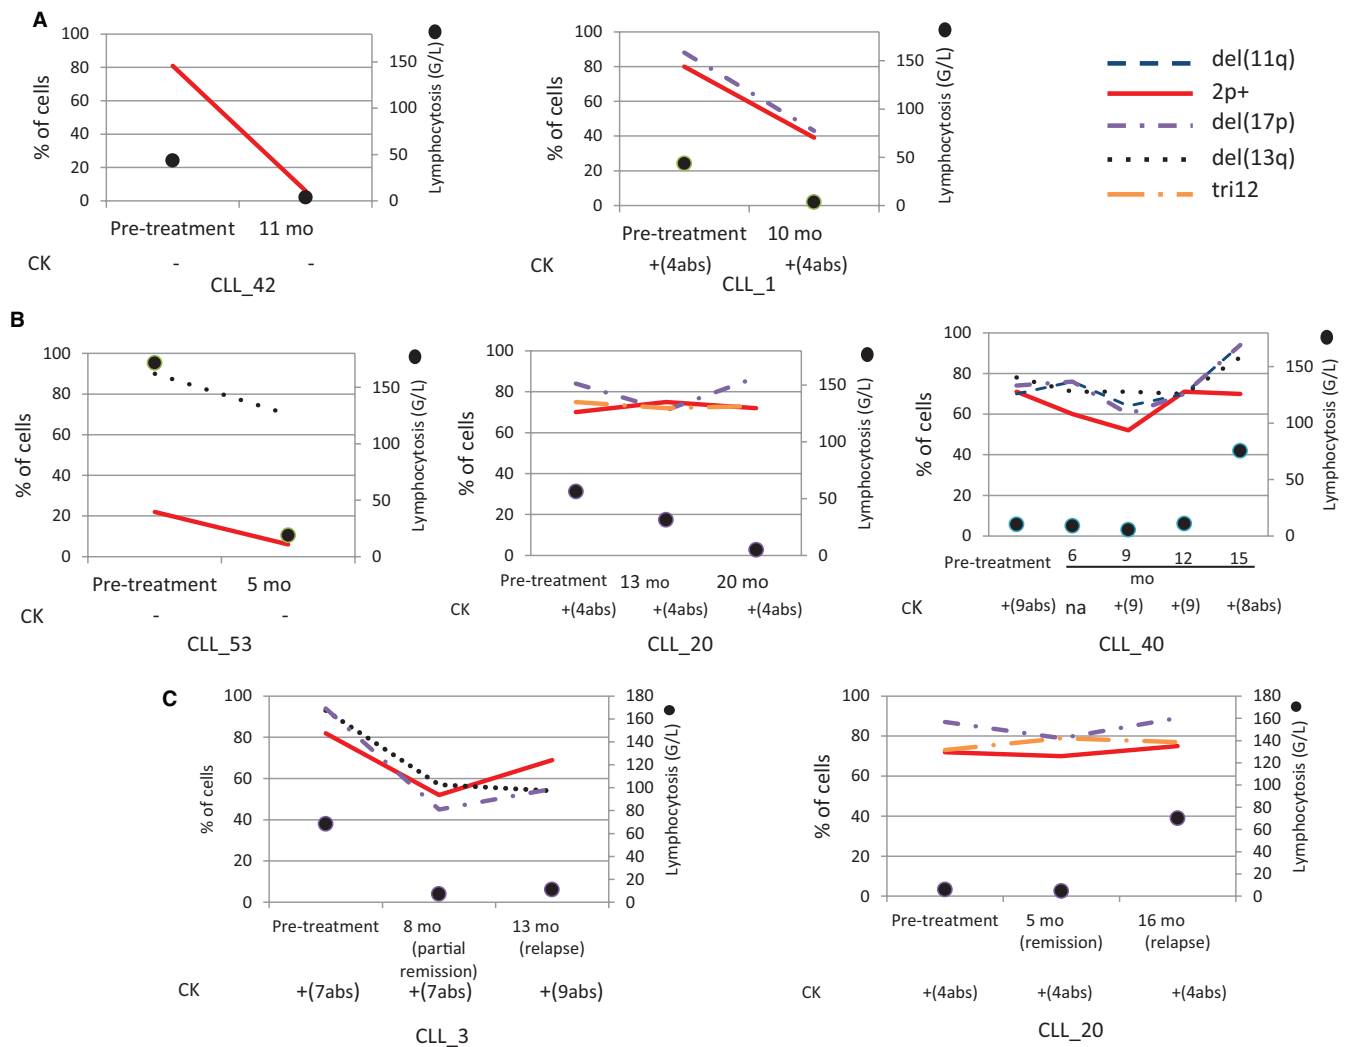 A
100
80
60
40
20
0
% of cells
150
100
50
0
Lymphocytosis (G/L)
Pre-treatment 11 mo
CK - -
CLL_42
100
80
60
40
20
0
% of cells
150
100
50
0
Lymphocytosis (G/L)
Pre-treatment 10 mo
CK +(4abs) +(4abs)
CLL_1
del(11q)
2p+
del(17p)
del(13q)
tri12
B
100
80
60
40
20
0
% of cells
150
100
50
0
Lymphocytosis (G/L)
Pre-treatment 5 mo
CK - -
CLL_53
100
80
60
40
20
0
% of cells
150
100
50
0
Lymphocytosis (G/L)
Pre-treatment 13 mo 20 mo
CK +(4abs) +(4abs) +(4abs)
CLL_20
100
80
60
40
20
0
% of cells
150
100
50
0
Lymphocytosis (G/L)
Pre-treatment 6 9 12 15
mo
CK +(9abs) na +(9) +(9) +(8abs)
CLL_40
C
100
80
60
40
20
0
% of cells
180
160
140
120
100
80
60
40
20
0
Lymphocytosis (G/L)
Pre-treatment 8 mo 13 mo
(partial (relapse)
remission)
CK +(7abs) +(7abs) +(9abs)
CLL_3
100
80
60
40
20
0
% of cells
180
160
140
120
100
80
60
40
20
0
Lymphocytosis (G/L)
Pre-treatment 5 mo 16 mo
(remission) (relapse)
CK +(4abs) +(4abs) +(4abs)
CLL_20